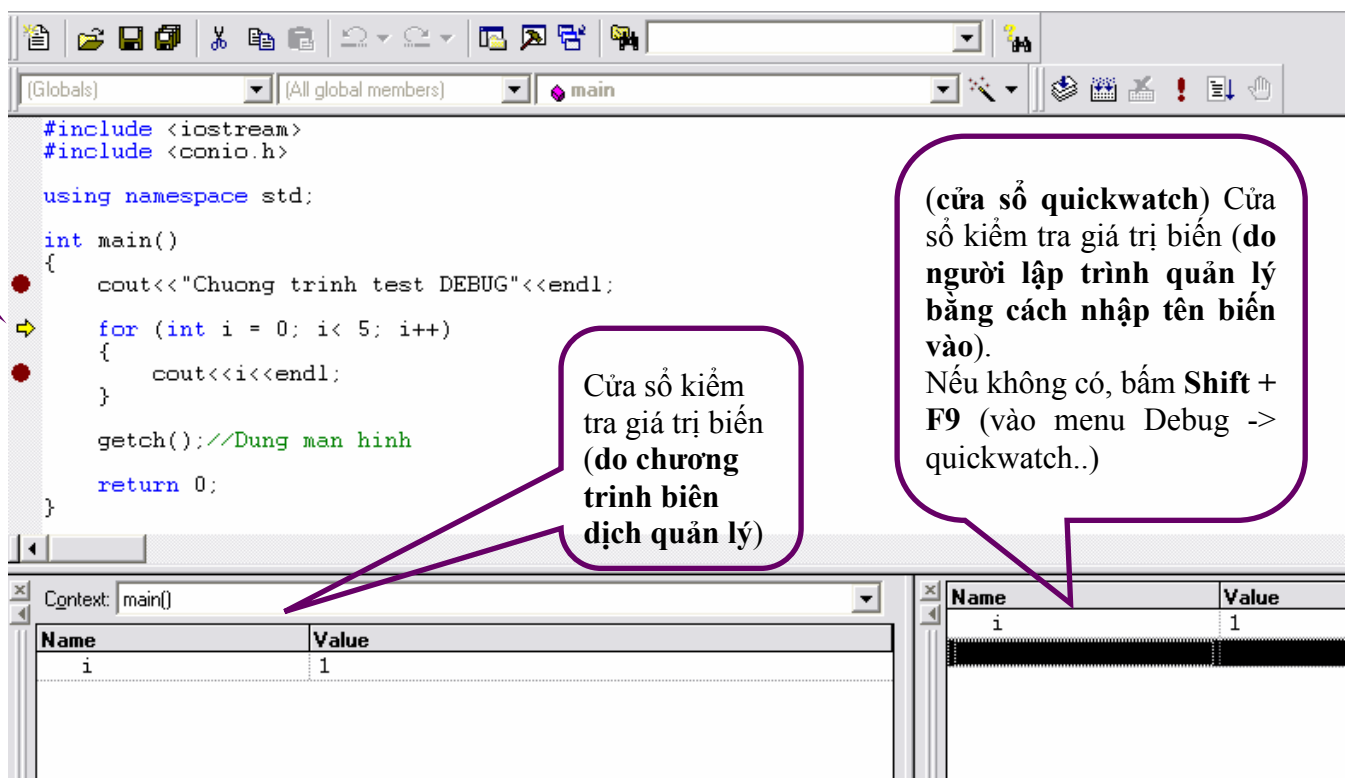 (Globals) (All global members) main
#include <iostream>
#include <conio.h>
using namespace std;
int main()
{
cout<<"Chuong trinh test DEBUG"<<endl;
for (int i = 0; i< 5; i++)
{
cout<<i<<endl;
}
getch();//Dung man hinh
return 0;
}
Cửa sổ kiểm
tra giá trị biến
(do chương
trinh biên
dịch quản lý)
(cửa sổ quickwatch) Cửa
sổ kiểm tra giá trị biến (do
người lập trình quản lý
bằng cách nhập tên biến
vào).
Nếu không có, bấm Shift +
F9 (vào menu Debug ->
quickwatch..)
Context: main()
Name Value
i 1
Name Value
i 1